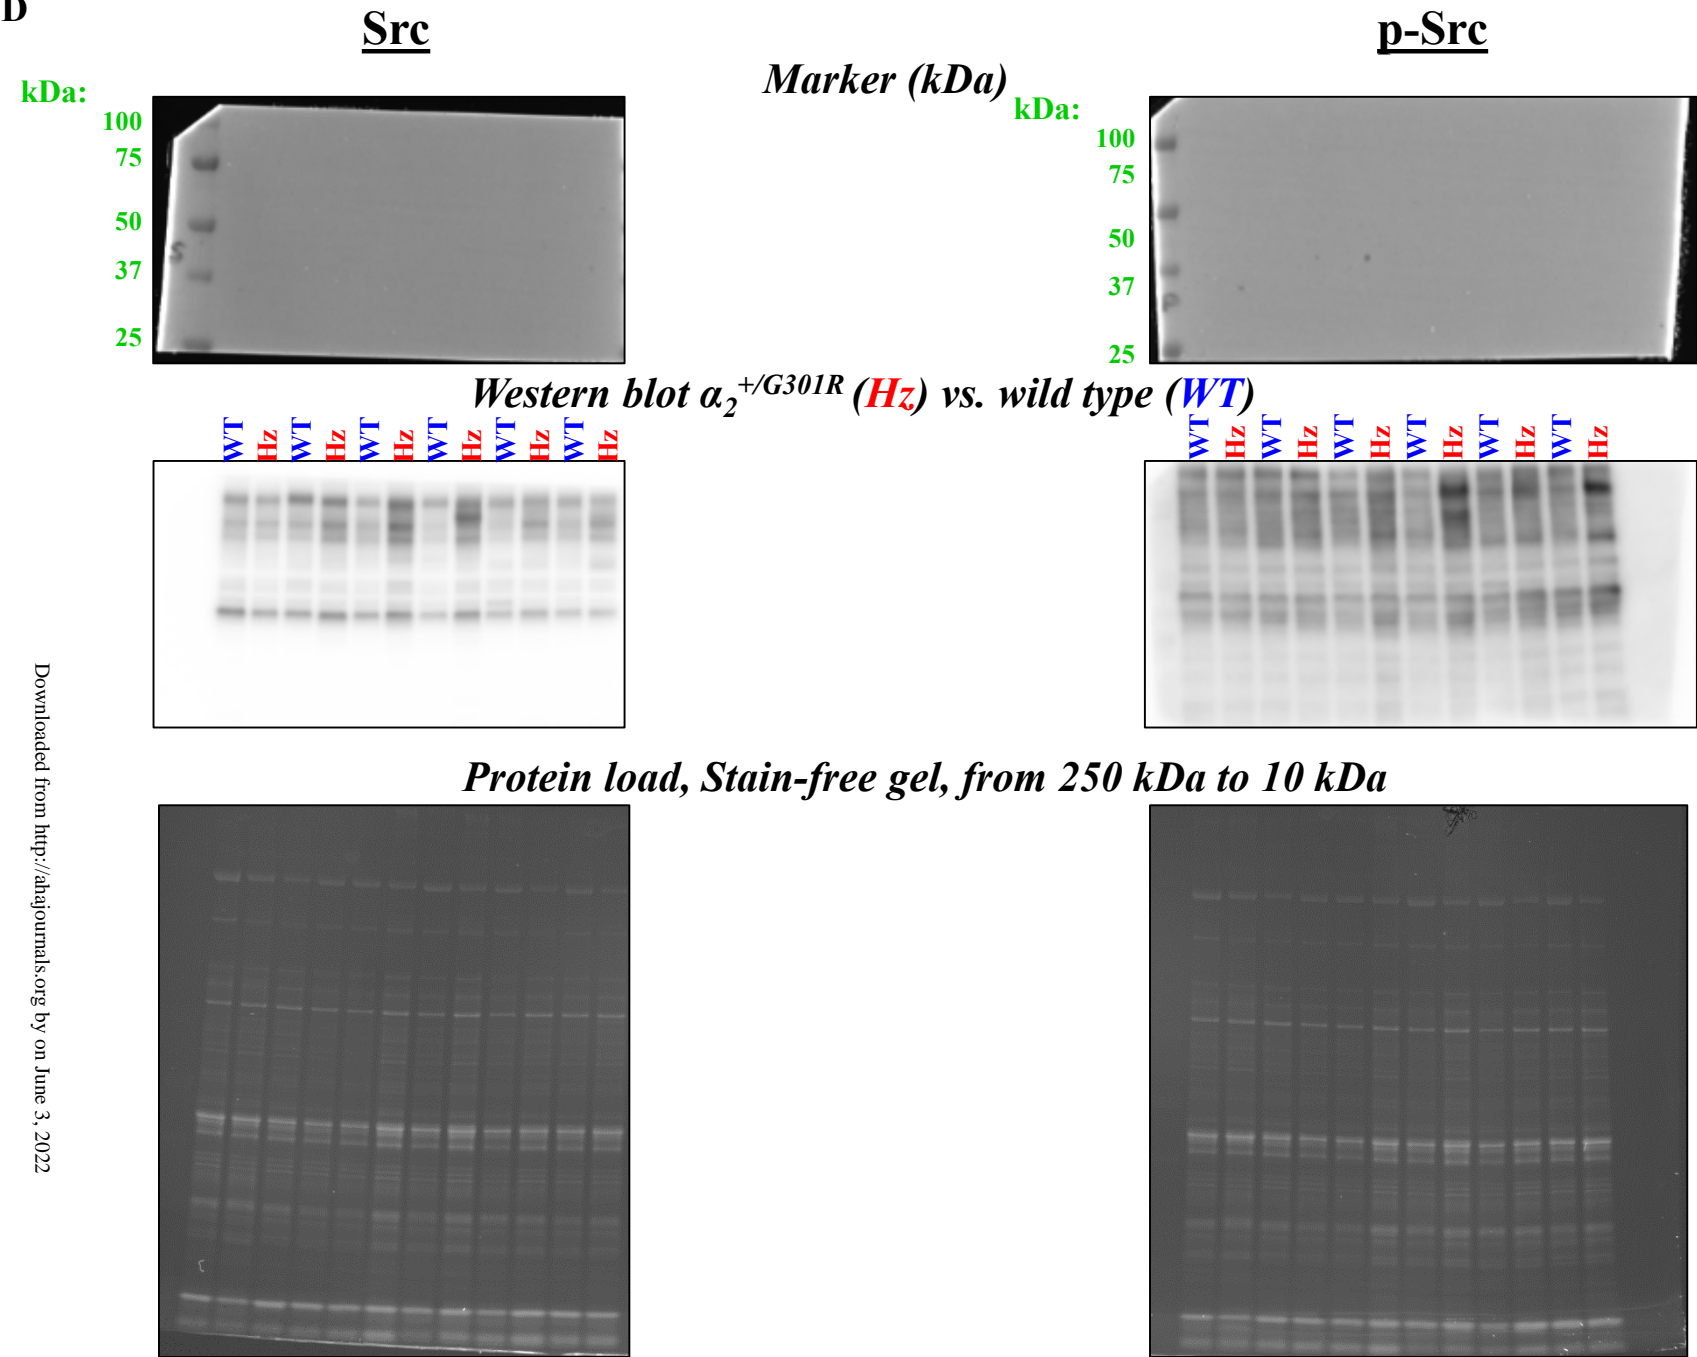 D
Src
p-Src
Marker (kDa)
kDa:
100
75
50
37
25
kDa:
100
75
50
37
25
S
P
Western blot α₂⁺/ᴳ³⁰¹ᴿ (Hz) vs. wild type (WT)
WT Hz WT Hz WT Hz WT Hz WT Hz WT Hz
WT Hz WT Hz WT Hz WT Hz WT Hz WT Hz
Protein load, Stain-free gel, from 250 kDa to 10 kDa
Downloaded from http://ahajournals.org by on June 3, 2022